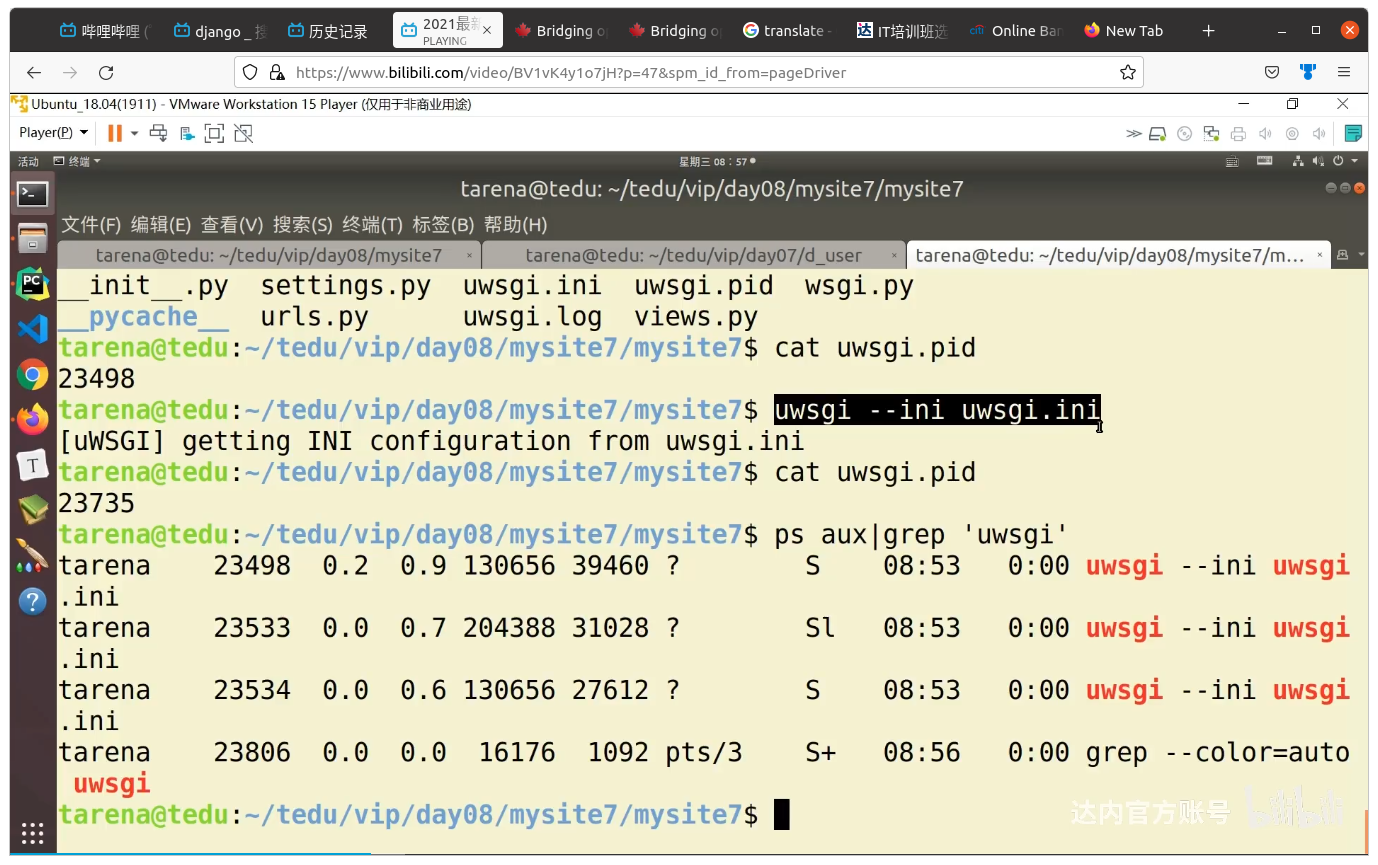 哔哩哔哩 (
django _ 搜
历史记录
2021最新
PLAYING
Bridging o
Bridging o
translate -
IT培训班选
Online Ban
New Tab
https://www.bilibili.com/video/BV1vK4y1o7jH?p=47&spm_id_from=pageDriver
Ubuntu_18.04(1911) - VMware Workstation 15 Player (仅用于非商业用途)
Player(P)
活动 终端 星期三 08：57
tarena@tedu: ~/tedu/vip/day08/mysite7/mysite7
文件(F) 编辑(E) 查看(V) 搜索(S) 终端(T) 标签(B) 帮助(H)
tarena@tedu: ~/tedu/vip/day08/mysite7
tarena@tedu: ~/tedu/vip/day07/d_user
tarena@tedu: ~/tedu/vip/day08/mysite7/m...
__init__.py settings.py uwsgi.ini uwsgi.pid wsgi.py
__pycache__ urls.py uwsgi.log views.py
tarena@tedu:~/tedu/vip/day08/mysite7/mysite7$ cat uwsgi.pid
23498
tarena@tedu:~/tedu/vip/day08/mysite7/mysite7$ uwsgi --ini uwsgi.ini
[uWSGI] getting INI configuration from uwsgi.ini
tarena@tedu:~/tedu/vip/day08/mysite7/mysite7$ cat uwsgi.pid
23735
tarena@tedu:~/tedu/vip/day08/mysite7/mysite7$ ps aux|grep 'uwsgi'
tarena 23498 0.2 0.9 130656 39460 ? S 08:53 0:00 uwsgi --ini uwsgi
.ini
tarena 23533 0.0 0.7 204388 31028 ? Sl 08:53 0:00 uwsgi --ini uwsgi
.ini
tarena 23534 0.0 0.6 130656 27612 ? S 08:53 0:00 uwsgi --ini uwsgi
.ini
tarena 23806 0.0 0.0 16176 1092 pts/3 S+ 08:56 0:00 grep --color=auto
uwsgi
tarena@tedu:~/tedu/vip/day08/mysite7/mysite7$
达内官方账号 bilibili